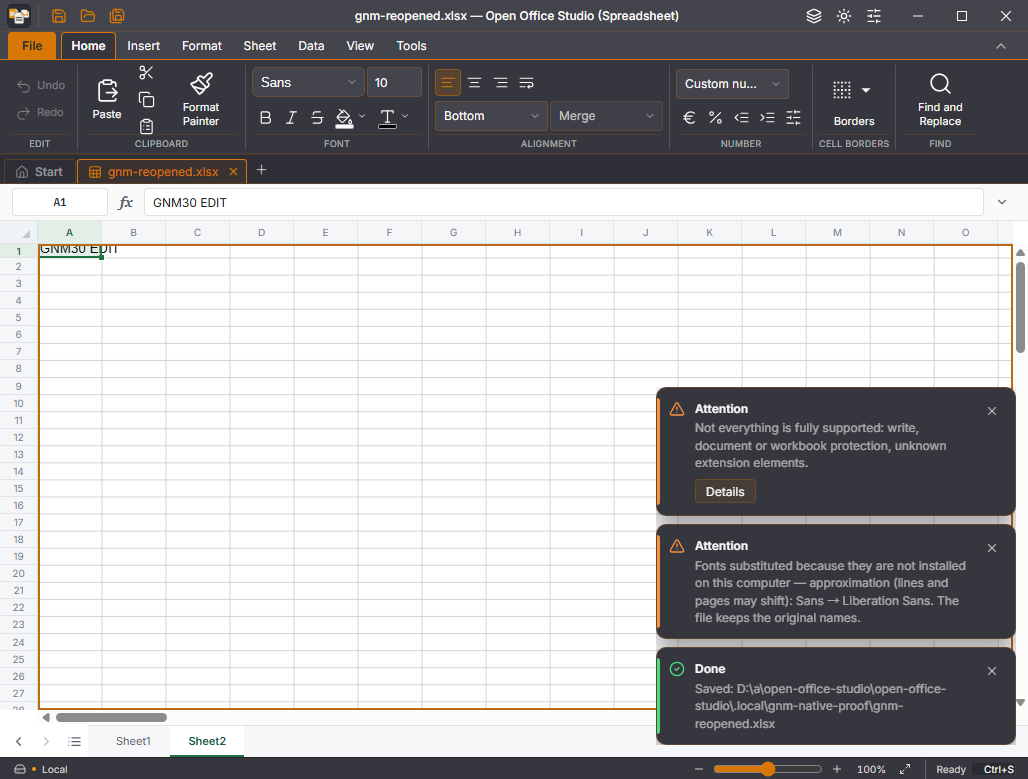 gnm-reopened.xlsx — Open Office Studio (Spreadsheet)
File Home Insert Format Sheet Data View Tools
Undo
Redo
EDIT
Paste
Format
Painter
CLIPBOARD
Sans 10
FONT
Bottom Merge
ALIGNMENT
Custom nu...
€ %
NUMBER
Borders
CELL BORDERS
Find and
Replace
FIND
Start gnm-reopened.xlsx
A1 fx GNM30 EDIT
A B C D E F G H I J K L M N O
1 GNM30 EDIT
2
3
4
5
6
7
8
9
10
11
12
13
14
15
16
17
18
19
20
21
22
23
24
25
26
27
28
Attention
Not everything is fully supported: write,
document or workbook protection, unknown
extension elements.
Details
Attention
Fonts substituted because they are not installed
on this computer — approximation (lines and
pages may shift): Sans → Liberation Sans. The
file keeps the original names.
Done
Saved: D:\a\open-office-studio\open-office-
studio\.local\gnm-native-proof\gnm-
reopened.xlsx
Sheet1 Sheet2
Local 100% Ready Ctrl+S